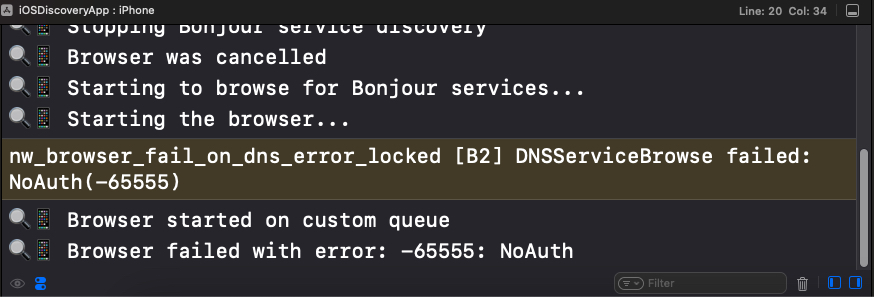 iOSDiscoveryApp : iPhone
Line: 20 Col: 34
Stopping Bonjour service discovery
Browser was cancelled
Starting to browse for Bonjour services...
Starting the browser...
nw_browser_fail_on_dns_error_locked [B2] DNSServiceBrowse failed:
NoAuth(-65555)
Browser started on custom queue
Browser failed with error: -65555: NoAuth
Filter